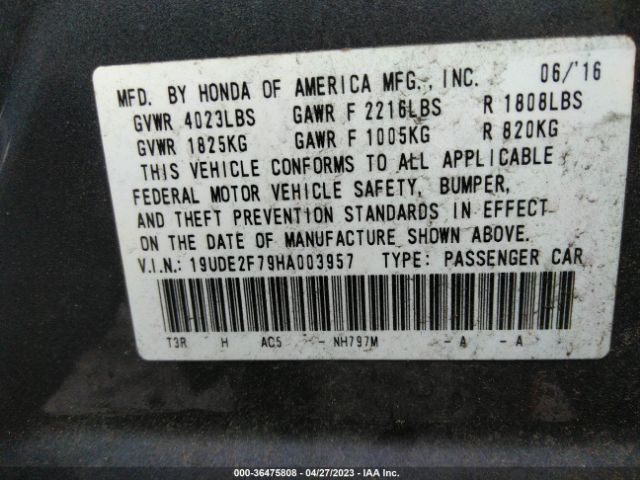 MFD. BY HONDA OF AMERICA MFG., INC. 06/'16
GVWR 4023LBS GAWR F 2216LBS R 1808LBS
GVWR 1825KG GAWR F 1005KG R 820KG
THIS VEHICLE CONFORMS TO ALL APPLICABLE
FEDERAL MOTOR VEHICLE SAFETY, BUMPER,
AND THEFT PREVENTION STANDARDS IN EFFECT
ON THE DATE OF MANUFACTURE SHOWN ABOVE.
V.I.N.: 19UDE2F79HA003957 TYPE: PASSENGER CAR
T3R H AC5 - NH797M - A - A
© 36475808 - 04/27/2023 - IAA Inc.